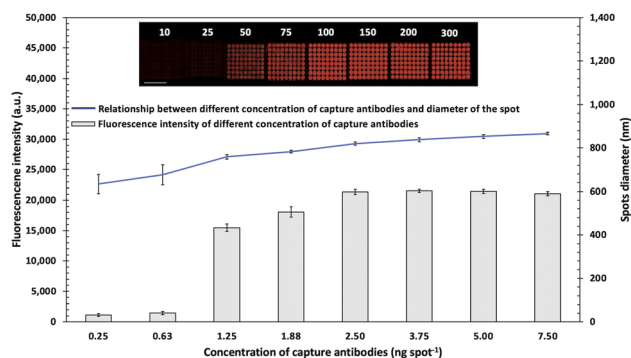 50,000
45,000
40,000
35,000
30,000
25,000
20,000
15,000
10,000
5,000
0
Fluorescencene intensity (a.u.)
10 25 50 75 100 150 200 300
Relationship between different concentration of capture antibodies and diameter of the spot
Fluorescence intensity of different concentration of capture antibodies
1,400
1,200
1,000
800
600
400
200
0
Spots diameter (nm)
0.25 0.63 1.25 1.88 2.50 3.75 5.00 7.50
Concentration of capture antibodies (ng spot⁻¹)